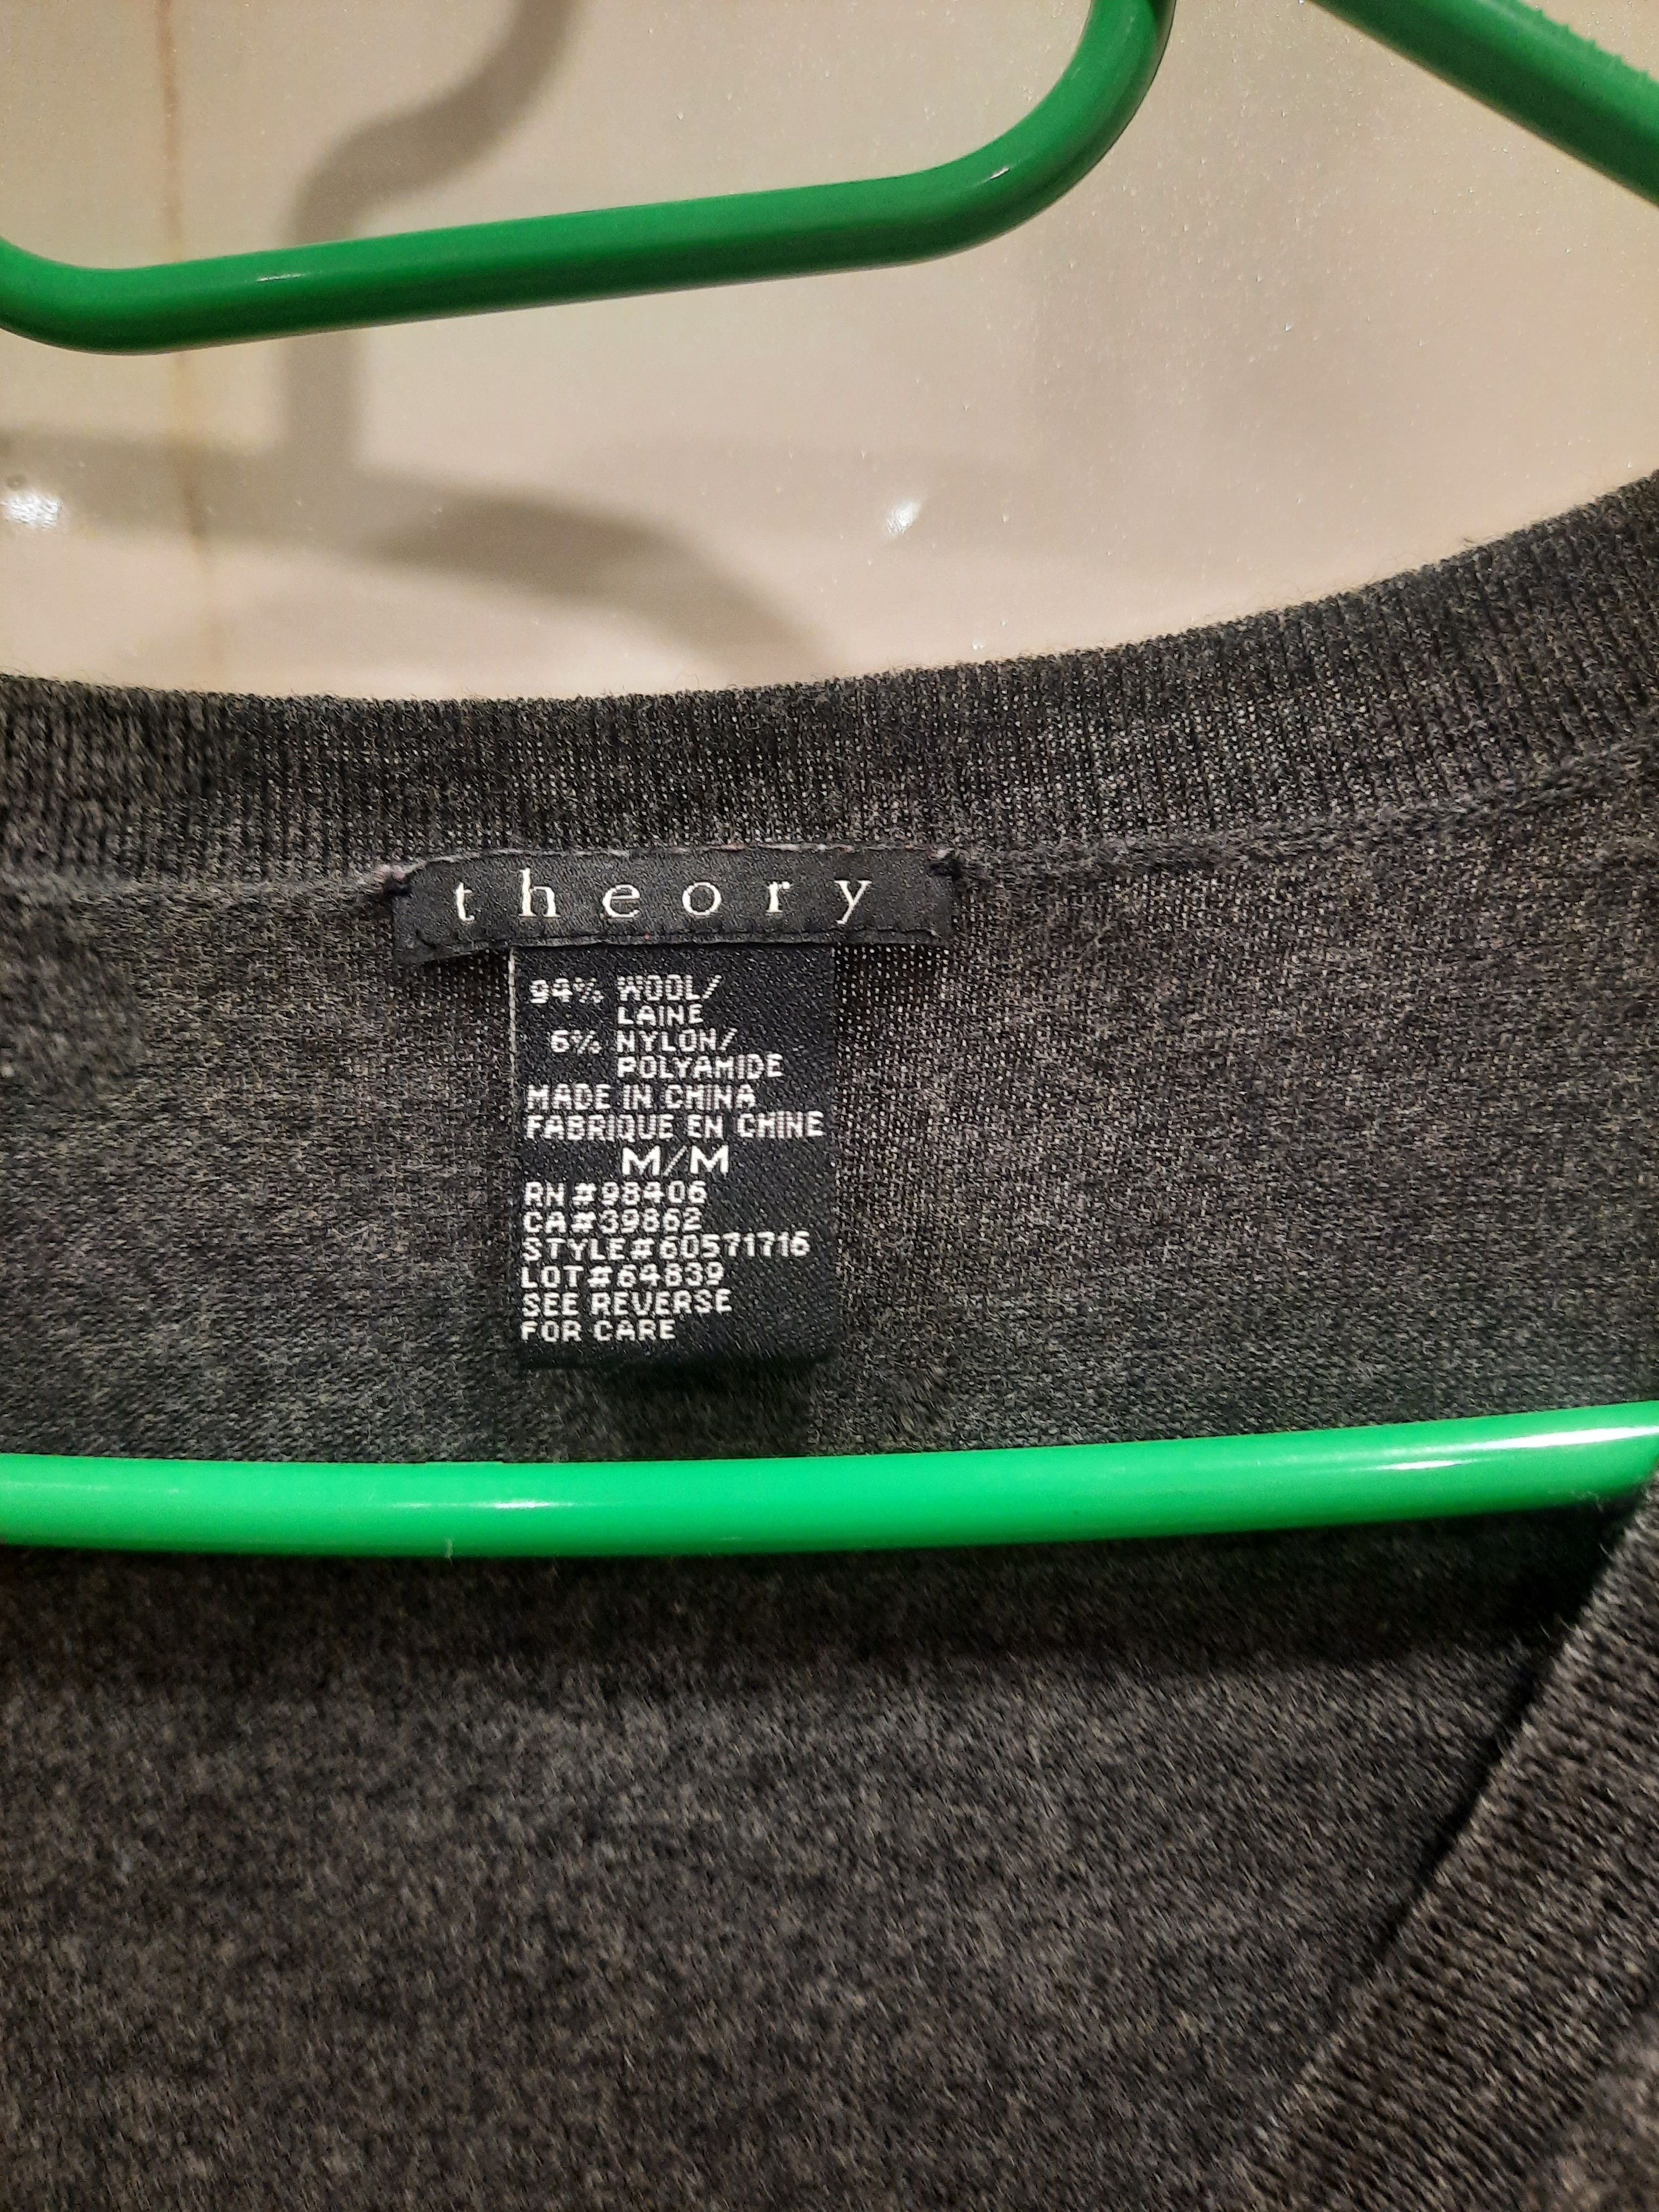 theory
94% WOOL/
LAINE
6% NYLON/
POLYAMIDE
MADE IN CHINA
FABRIQUE EN CHINE
M/M
RN#98406
CA#39862
STYLE#60571716
LOT#64839
SEE REVERSE
FOR CARE